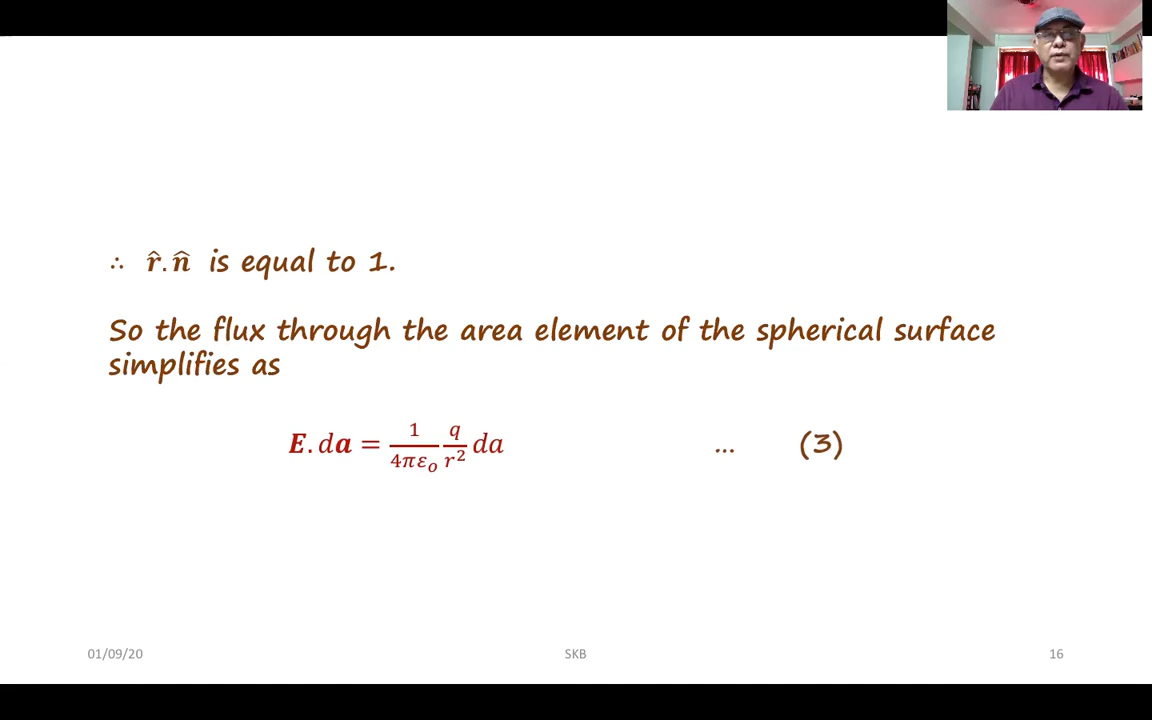 ∴ r̂.n̂ is equal to 1.
So the flux through the area element of the spherical surface
simplifies as
E.da = 1/4πε₀ q/r² da ... (3)
01/09/20 SKB 16